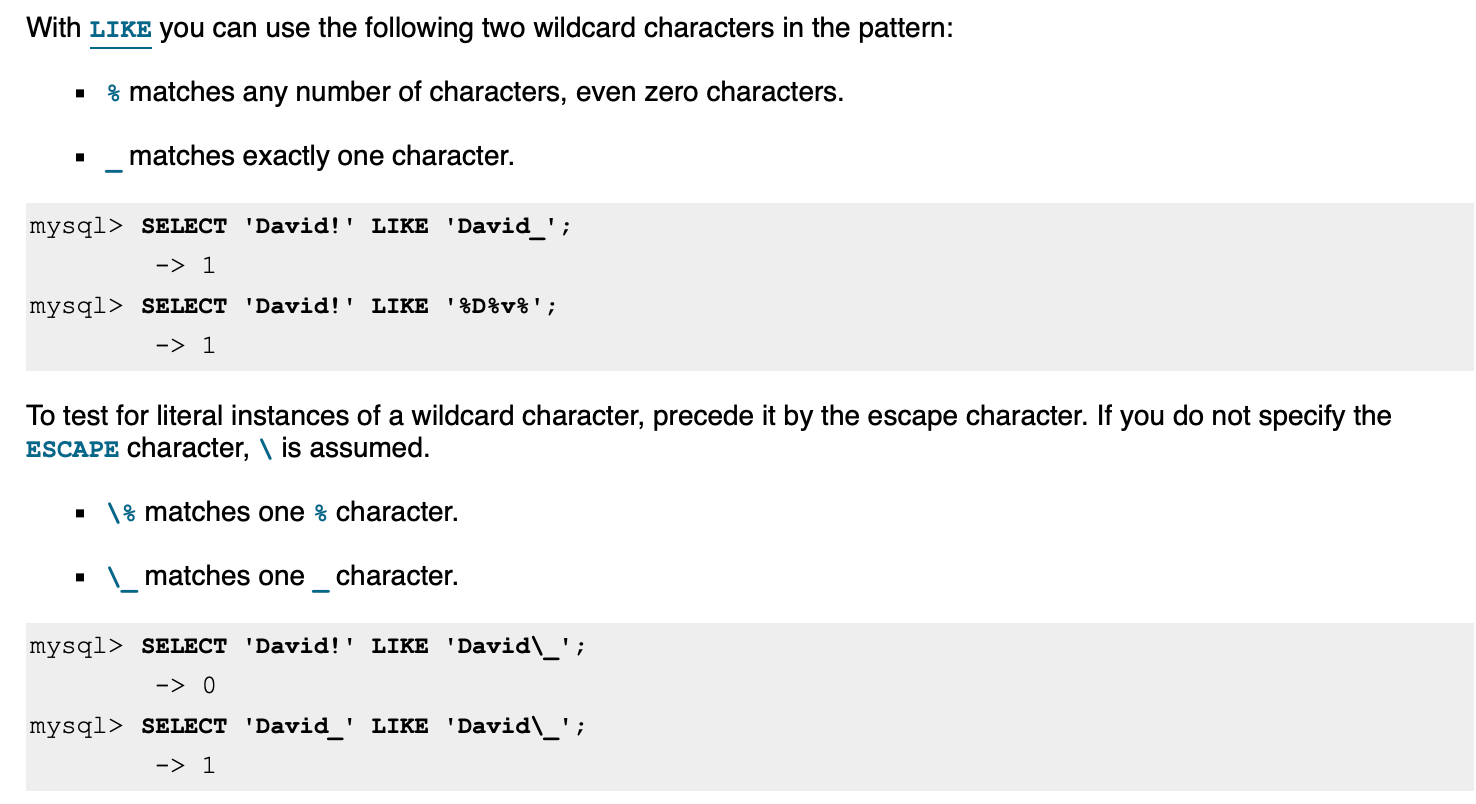 With LIKE you can use the following two wildcard characters in the pattern:
▪ % matches any number of characters, even zero characters.
▪ _ matches exactly one character.
mysql> SELECT 'David!' LIKE 'David_';
-> 1
mysql> SELECT 'David!' LIKE '%D%v%';
-> 1
To test for literal instances of a wildcard character, precede it by the escape character. If you do not specify the
ESCAPE character, \ is assumed.
▪ \% matches one % character.
▪ \_ matches one _ character.
mysql> SELECT 'David!' LIKE 'David\_';
-> 0
mysql> SELECT 'David_' LIKE 'David\_';
-> 1